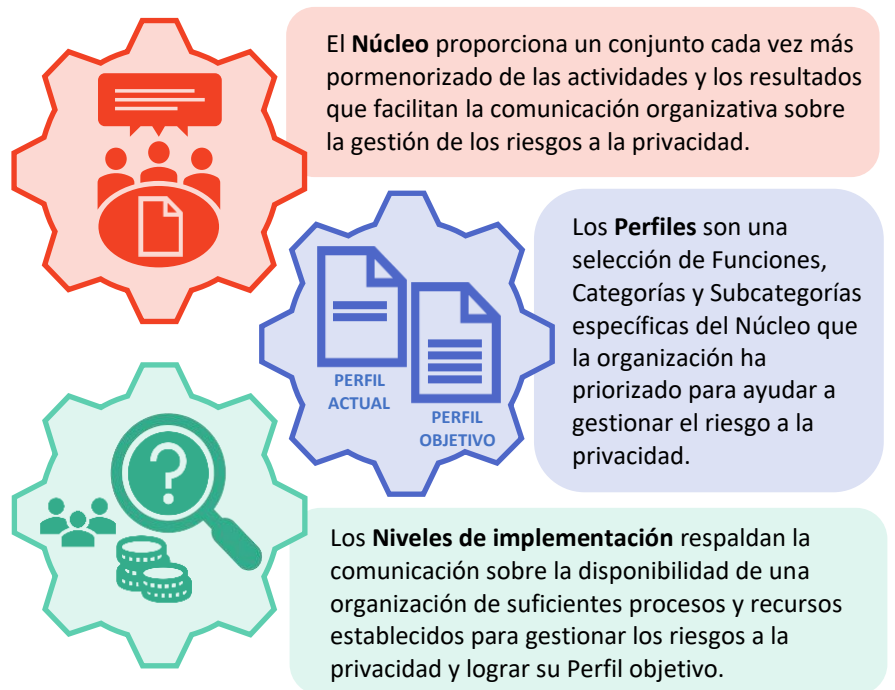 El Núcleo proporciona un conjunto cada vez más
pormenorizado de las actividades y los resultados
que facilitan la comunicación organizativa sobre
la gestión de los riesgos a la privacidad.
PERFIL
ACTUAL
PERFIL
OBJETIVO
Los Perfiles son una
selección de Funciones,
Categorías y Subcategorías
específicas del Núcleo que
la organización ha
priorizado para ayudar a
gestionar el riesgo a la
privacidad.
?
Los Niveles de implementación respaldan la
comunicación sobre la disponibilidad de una
organización de suficientes procesos y recursos
establecidos para gestionar los riesgos a la
privacidad y lograr su Perfil objetivo.